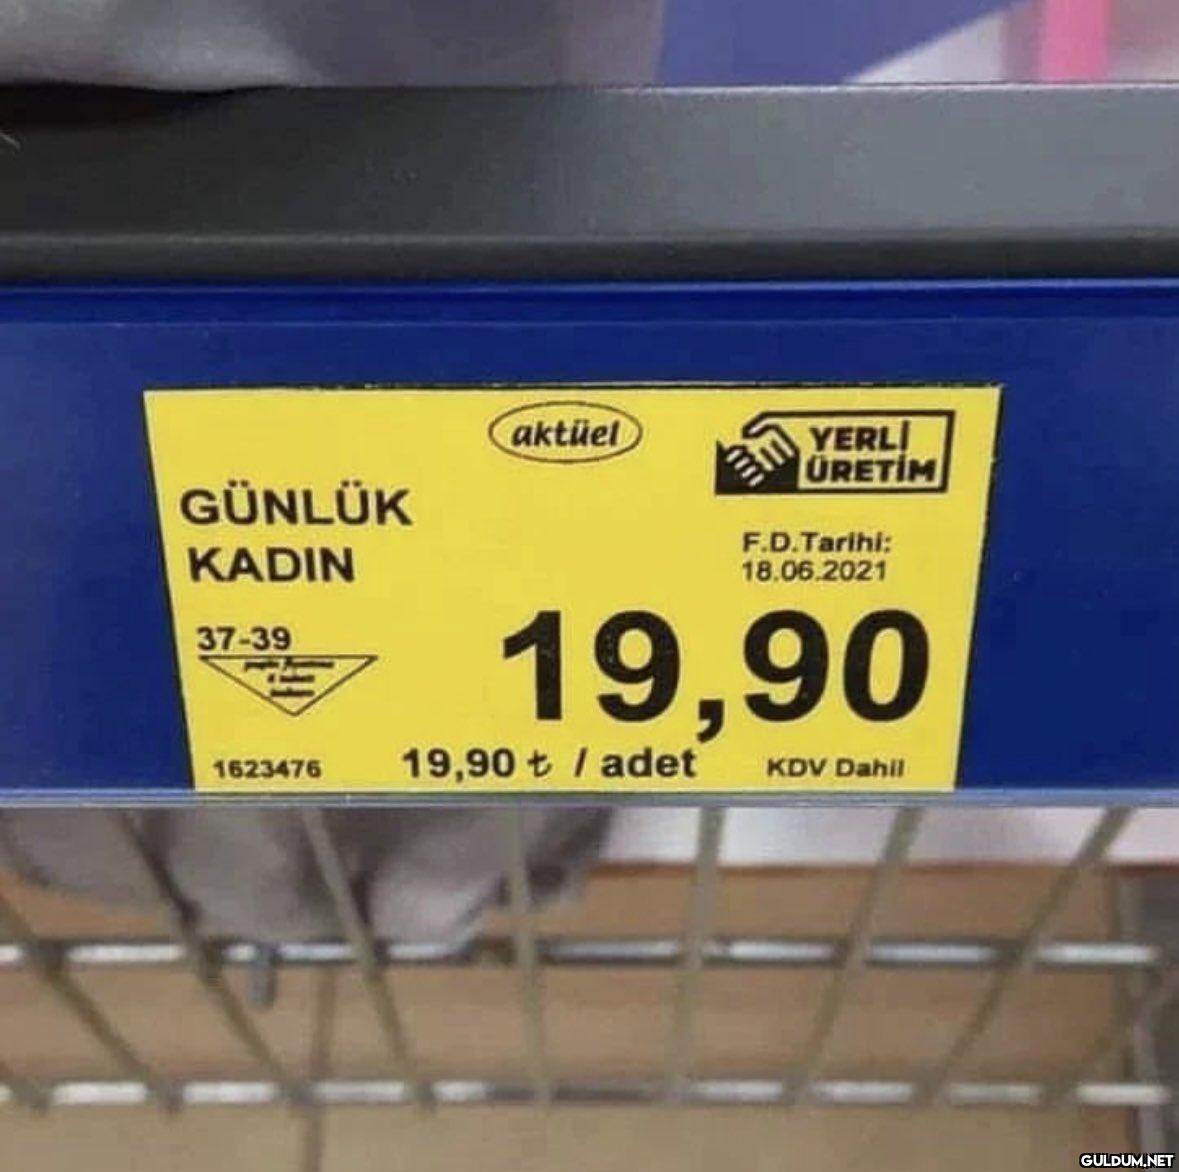 aktüel
YERLİ
ÜRETİM
GÜNLÜK
KADIN
F.D.Tarihi:
18.06.2021
37-39
19,90
1623476
19,90 ₺ / adet
KDV Dahil
GULDUM.NET